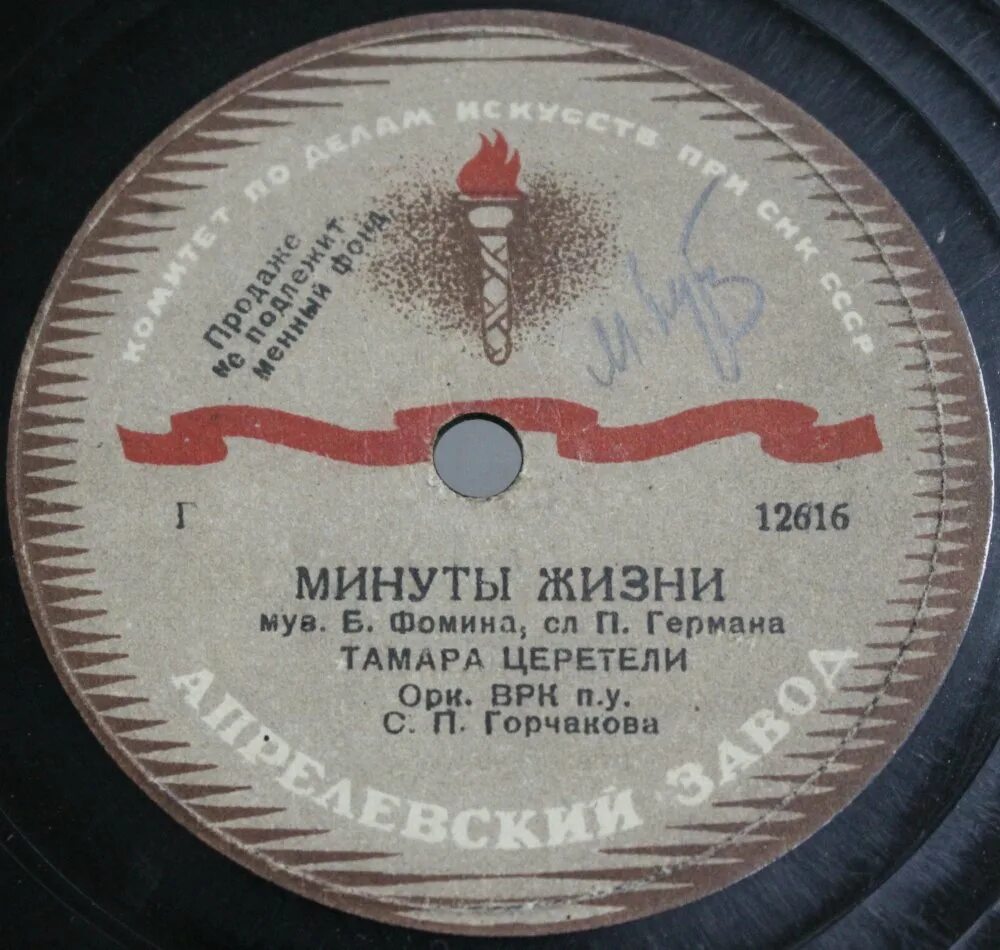 КОМИТЕТ ПО ДЕЛАМ ИСКУССТВ ПРИ СНК СССР
Продаже
не подлежит
менный фонд
Г 12616
МИНУТЫ ЖИЗНИ
муз. Б. Фомина, сл П. Германа
ТАМАРА ЦЕРЕТЕЛИ
Орк. ВРК п.у.
С. П. Горчакова
АПРЕЛЕВСКИЙ ЗАВОД